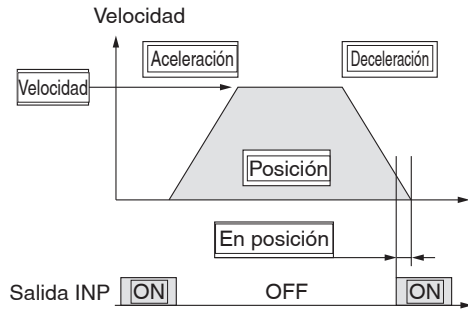 Velocidad
Aceleración
Deceleración
Velocidad
Posición
En posición
Salida INP ON OFF ON